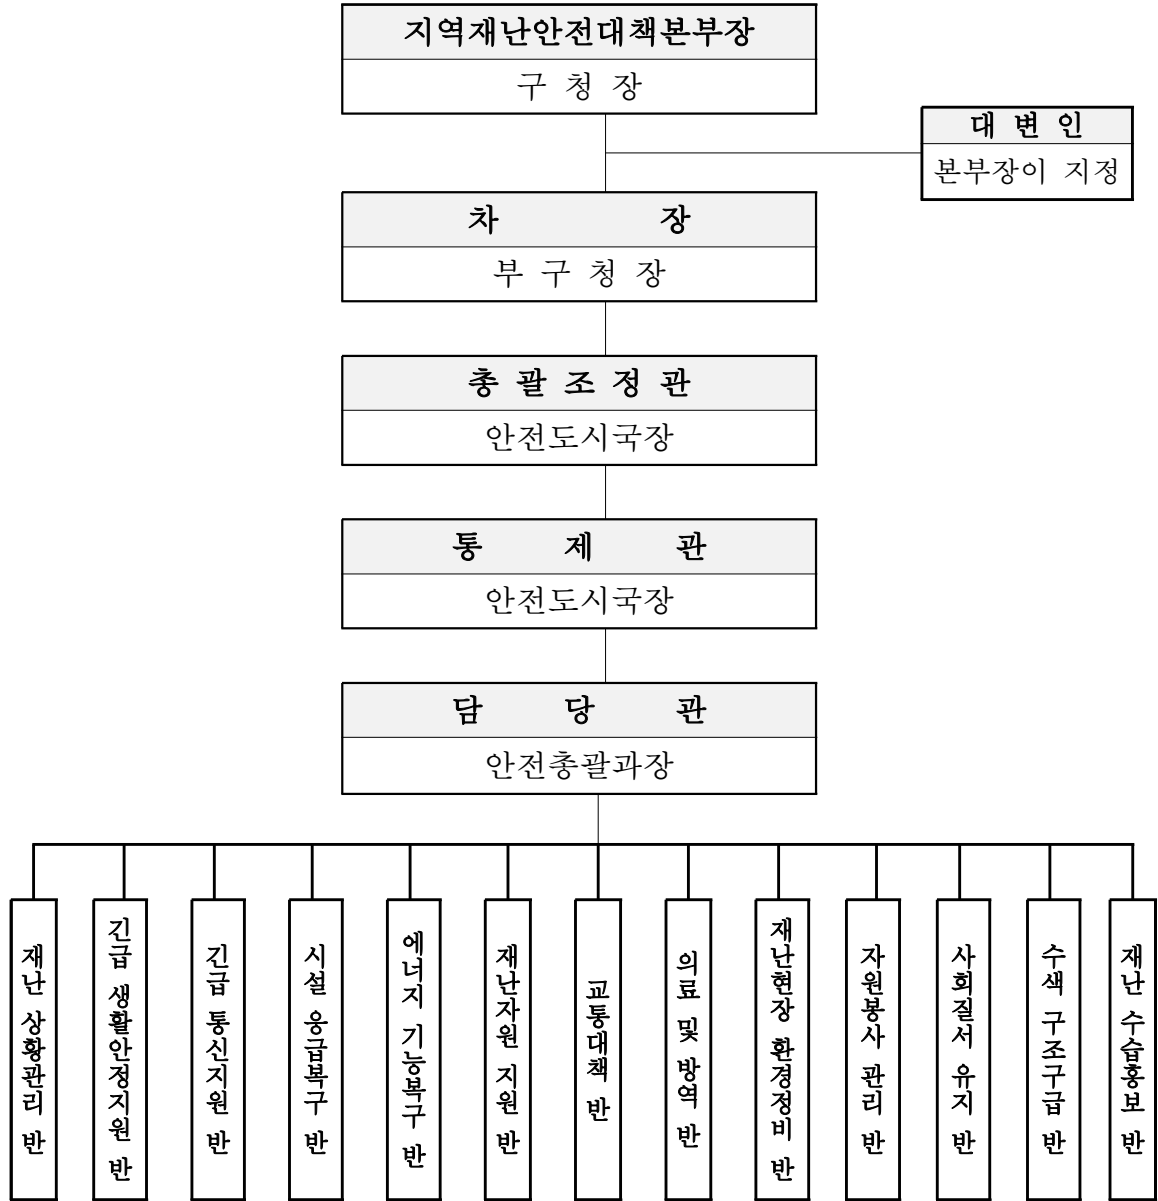 지역재난안전대책본부장
구 청 장
대 변 인
본부장이 지정
차 장
부 구 청 장
총 괄 조 정 관
안전도시국장
통 제 관
안전도시국장
담 당 관
안전총괄과장
재난 상황관리 반
긴급 생활안정지원 반
긴급 통신지원 반
시설 응급복구 반
에너지 기능복구 반
재난자원 지원 반
교통대책 반
의료 및 방역 반
재난현장 환경정비 반
자원봉사 관리 반
사회질서 유지 반
수색 구조구급 반
재난 수습홍보 반